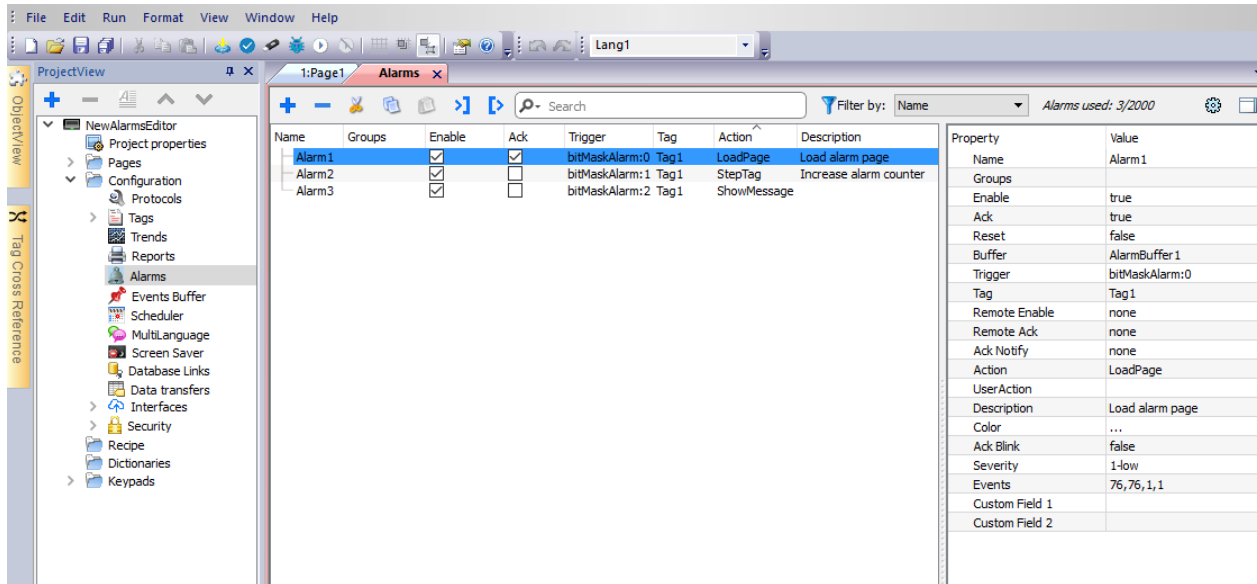 File Edit Run Format View Window Help
Lang1
ProjectView
1:Page1 Alarms
ObjectView
Tag Cross Reference
NewAlarmsEditor
Project properties
Pages
Configuration
Protocols
Tags
Trends
Reports
Alarms
Events Buffer
Scheduler
MultiLanguage
Screen Saver
Database Links
Data transfers
Interfaces
Security
Recipe
Dictionaries
Keypads
Search Filter by: Name Alarms used: 3/2000
Name Groups Enable Ack Trigger Tag Action Description
Alarm1 bitMaskAlarm:0 Tag1 LoadPage Load alarm page
Alarm2 bitMaskAlarm:1 Tag1 StepTag Increase alarm counter
Alarm3 bitMaskAlarm:2 Tag1 ShowMessage
Property Value
Name Alarm1
Groups
Enable true
Ack true
Reset false
Buffer AlarmBuffer1
Trigger bitMaskAlarm:0
Tag Tag1
Remote Enable none
Remote Ack none
Ack Notify none
Action LoadPage
UserAction
Description Load alarm page
Color ...
Ack Blink false
Severity 1-low
Events 76,76,1,1
Custom Field 1
Custom Field 2